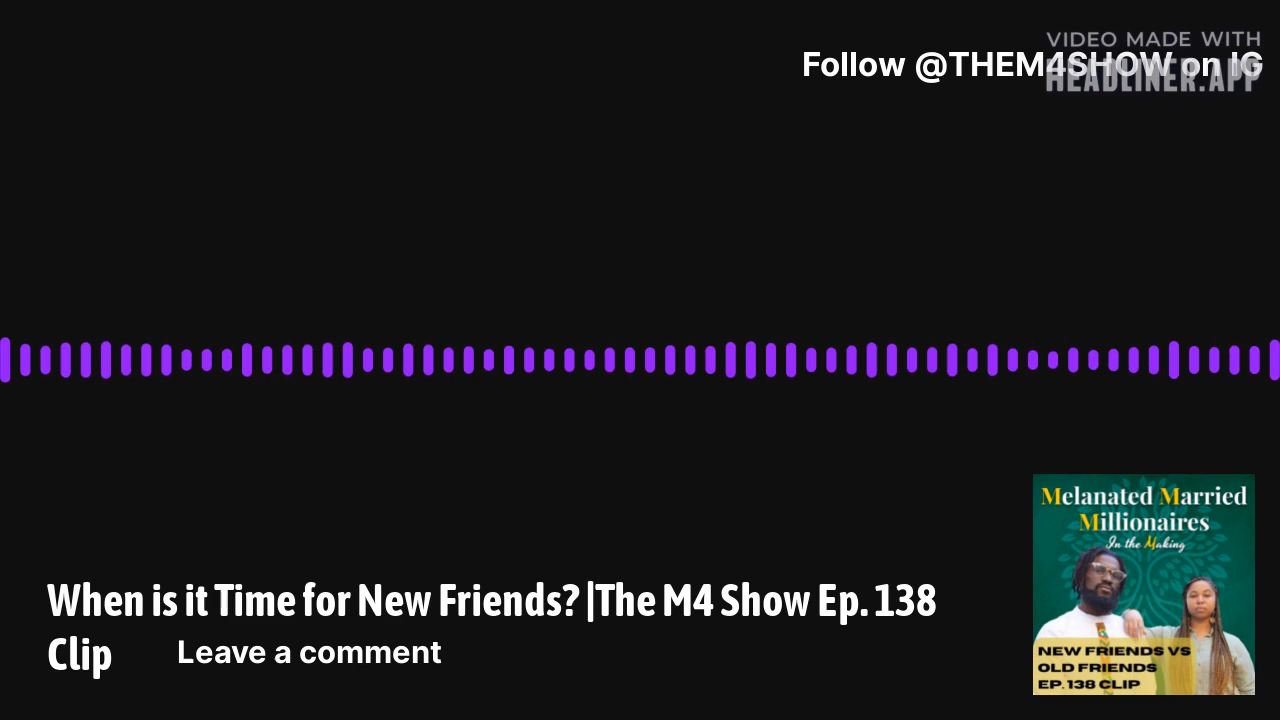 VIDEO MADE WITH
Follow @THEM4SHOW on IG
HEADLINER.APP
Melanated Married
Millionaires
In the Making
NEW FRIENDS VS
OLD FRIENDS
EP. 138 CLIP
When is it Time for New Friends? |The M4 Show Ep. 138
Clip
Leave a comment